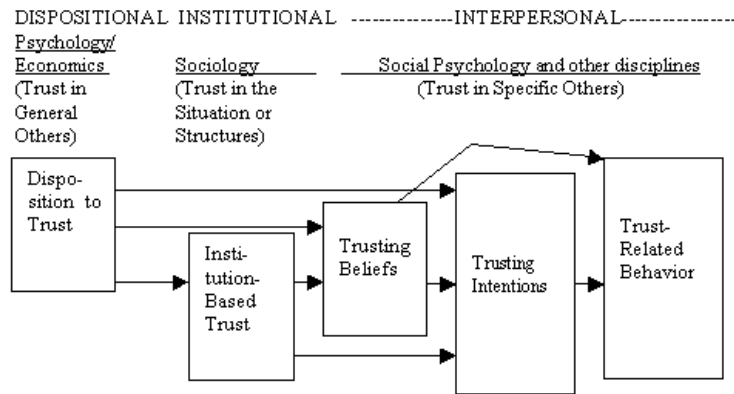 DISPOSITIONAL INSTITUTIONAL -------------INTERPERSONAL---------------
Psychology/
Economics Sociology Social Psychology and other disciplines
(Trust in (Trust in the (Trust in Specific Others)
General Situation or
Others) Structures)
Dispo-
sition to
Trust
Insti-
tution-
Based
Trust
Trusting
Beliefs
Trusting
Intentions
Trust-
Related
Behavior